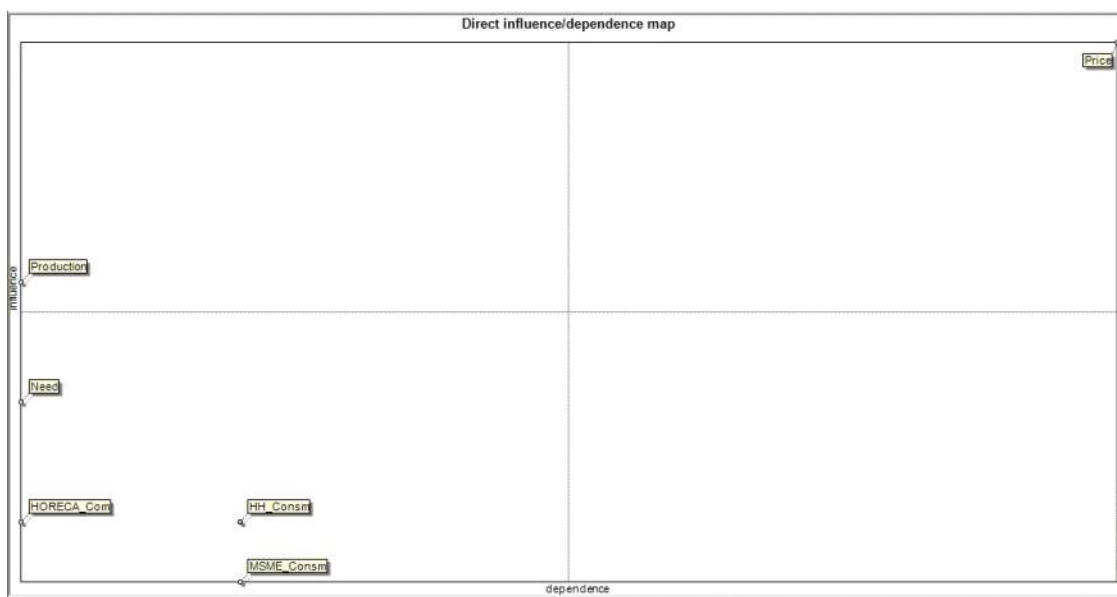 Direct influence/dependence map
Price
Production
influence
Need
HORECA_Com
HH_Consm
MSME_Consm
dependence